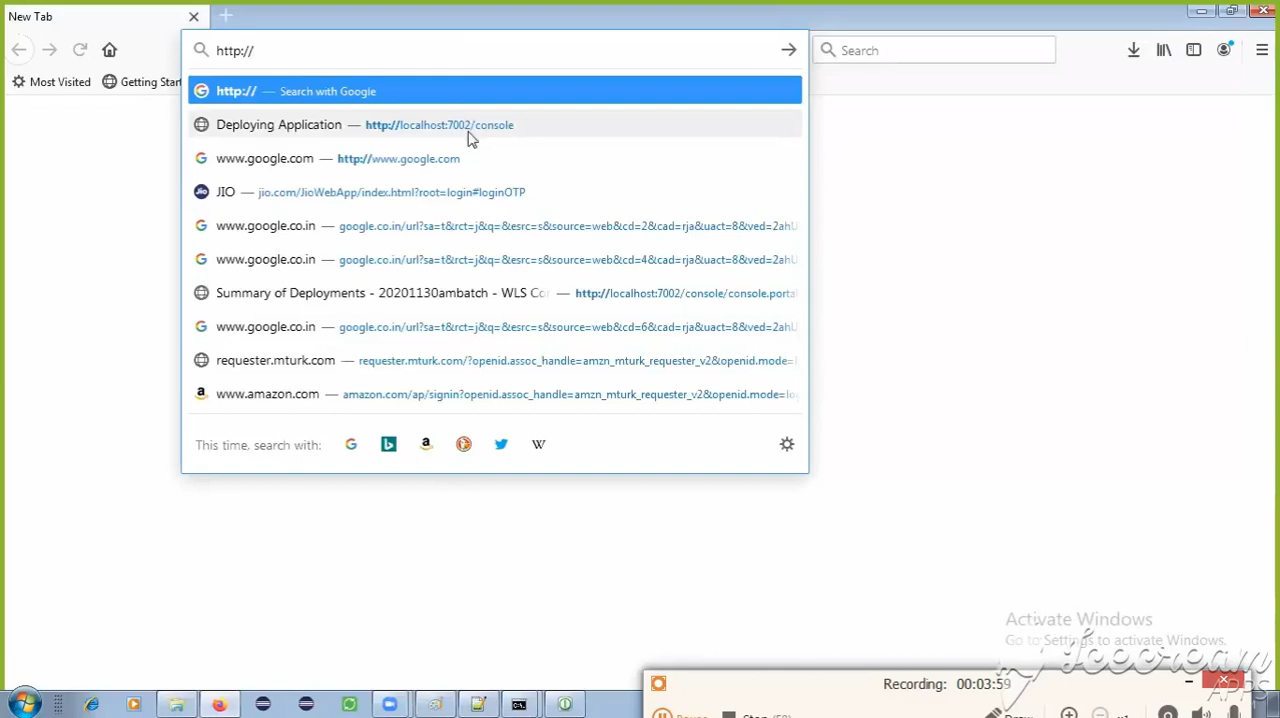 New Tab
http://
Search
Most Visited
Getting Start
http:// — Search with Google
Deploying Application — http://localhost:7002/console
www.google.com — http://www.google.com
JIO — jio.com/JioWebApp/index.html?root=login#loginOTP
www.google.co.in — google.co.in/url?sa=t&rct=j&q=&esrc=s&source=web&cd=2&cad=rja&uact=8&ved=2ahU
www.google.co.in — google.co.in/url?sa=t&rct=j&q=&esrc=s&source=web&cd=4&cad=rja&uact=8&ved=2ahU
Summary of Deployments - 20201130ambatch - WLS Co — http://localhost:7002/console/console.porta
www.google.co.in — google.co.in/url?sa=t&rct=j&q=&esrc=s&source=web&cd=6&cad=rja&uact=8&ved=2ahU
requester.mturk.com — requester.mturk.com/?openid.assoc_handle=amzn_mturk_requester_v2&openid.mode=
www.amazon.com — amazon.com/ap/signin?openid.assoc_handle=amzn_mturk_requester_v2&openid.mode=lo
This time, search with:
Activate Windows
Go to Settings to activate Windows.
Icecream
APPS
Recording: 00:03:59